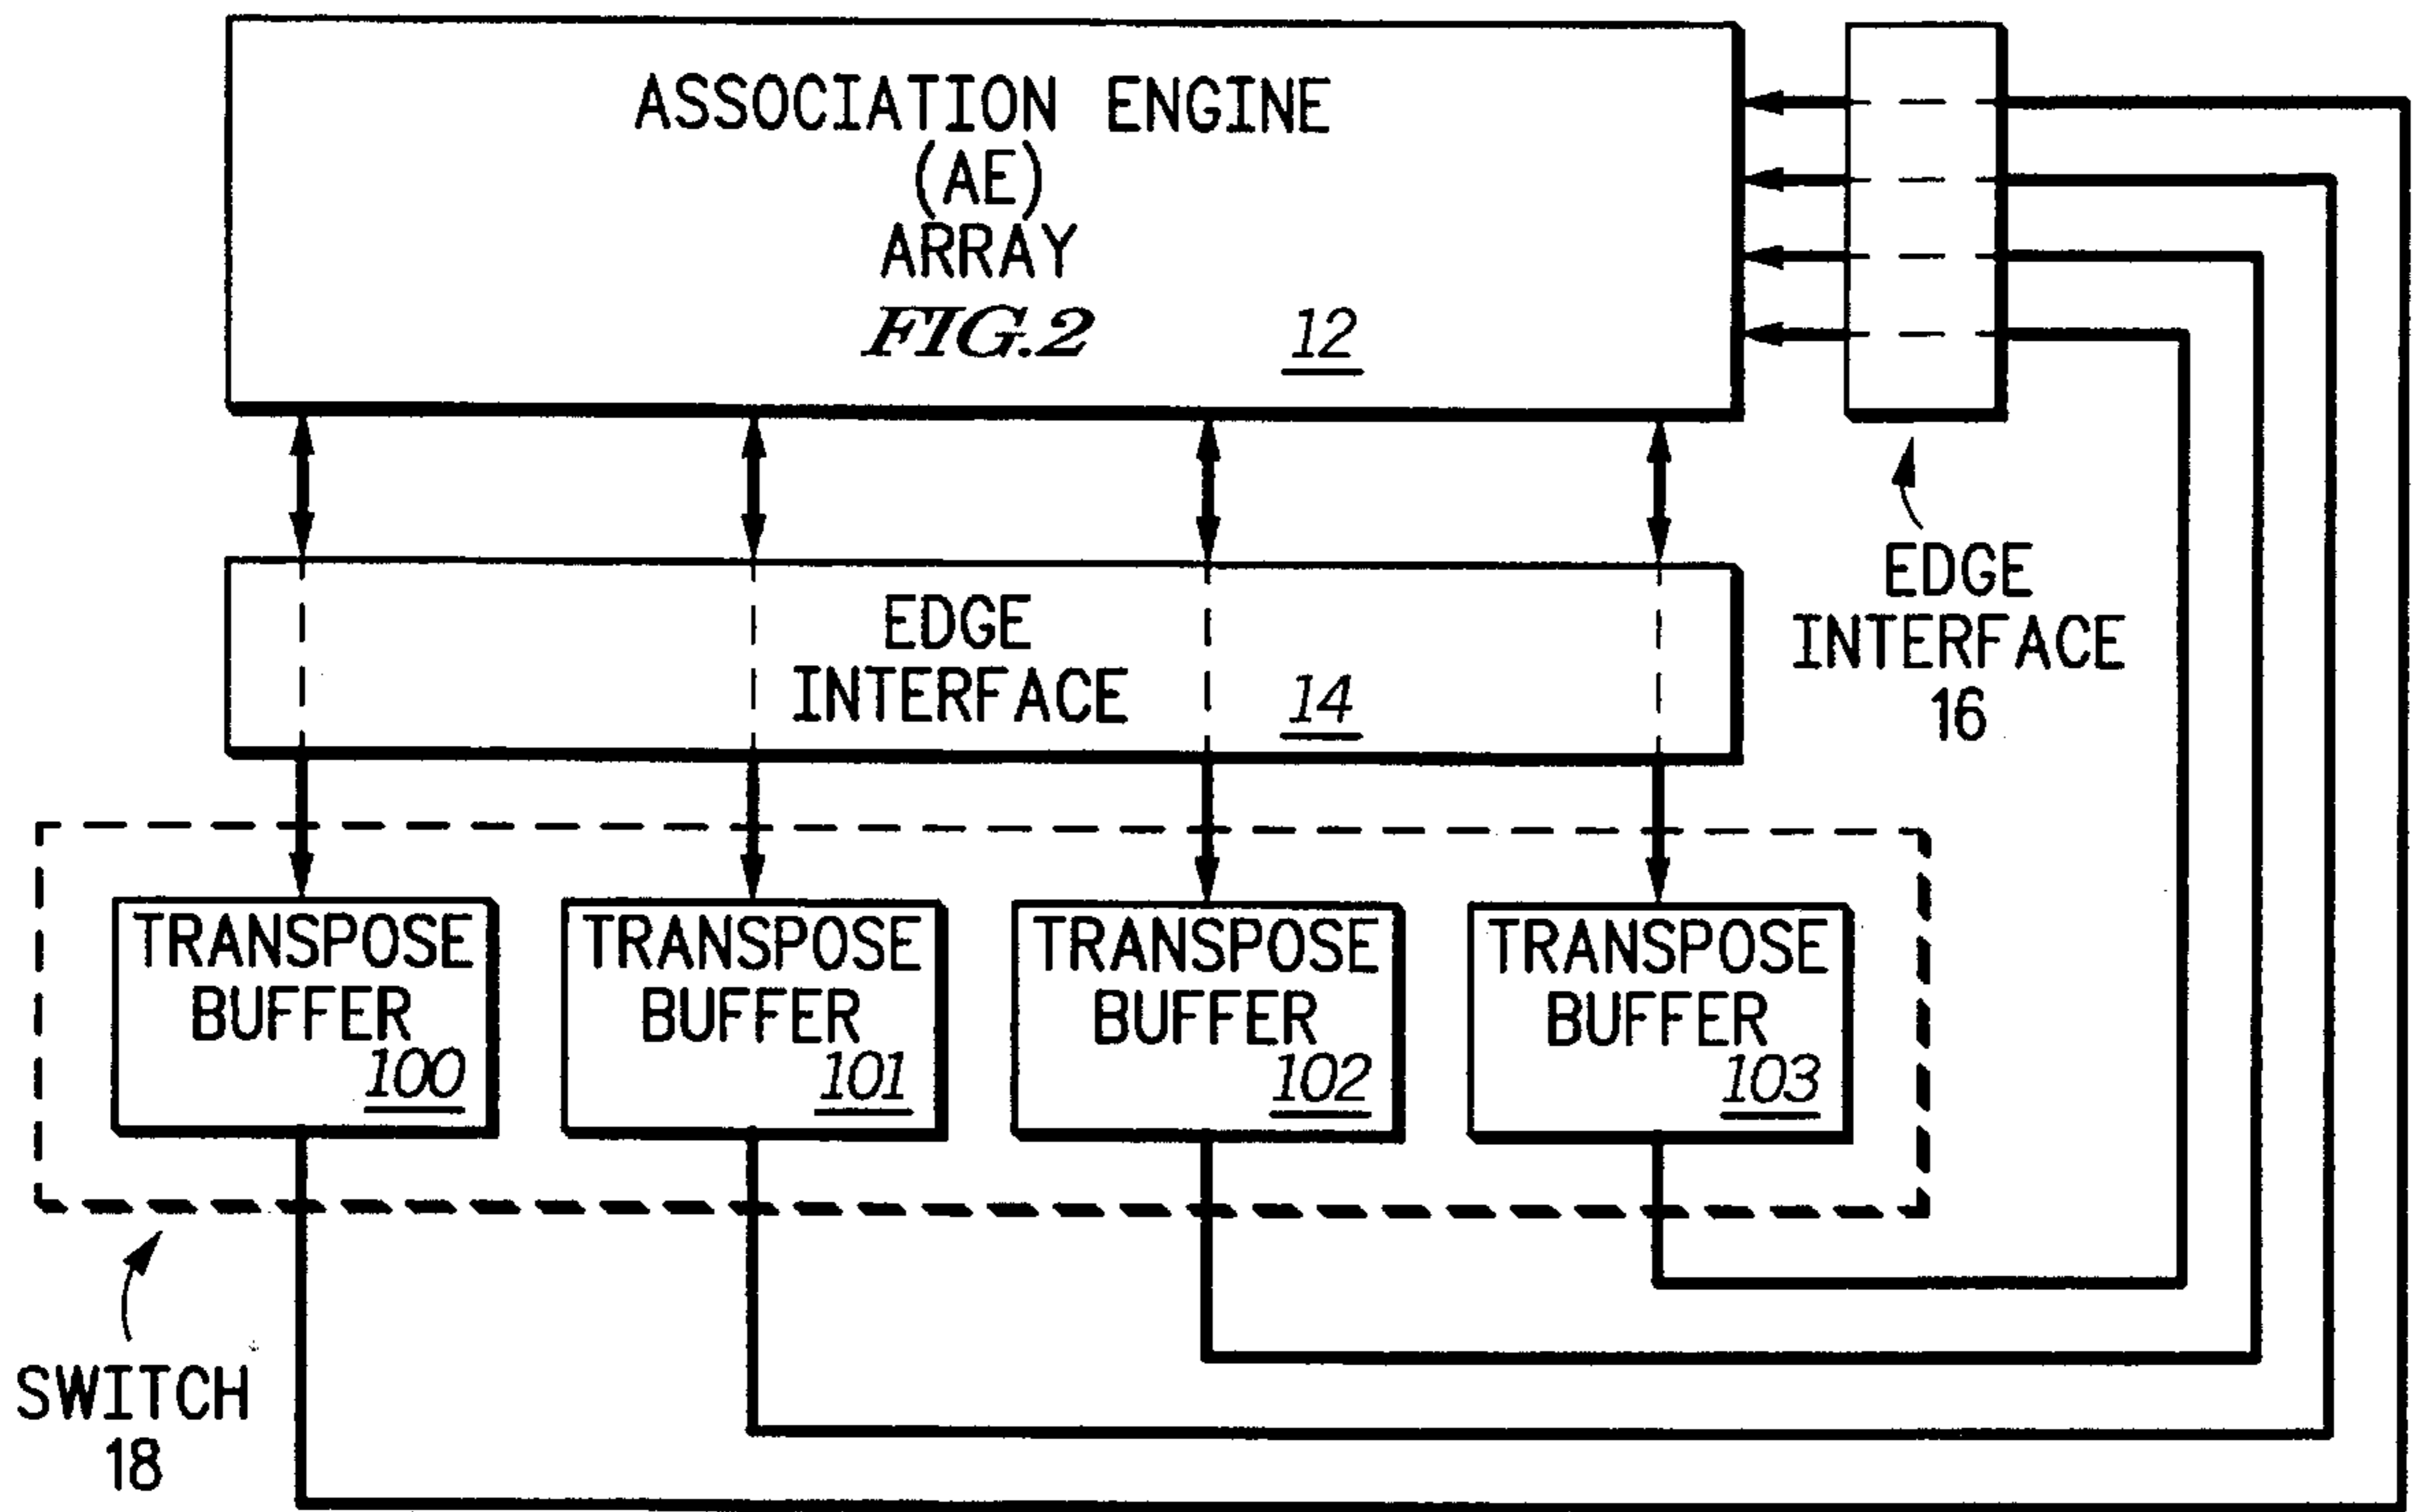 ASSOCIATION ENGINE
(AE)
ARRAY
FIG.2
12
EDGE
INTERFACE
16
EDGE
INTERFACE
14
TRANSPOSE
BUFFER
100
TRANSPOSE
BUFFER
101
TRANSPOSE
BUFFER
102
TRANSPOSE
BUFFER
103
SWITCH
18